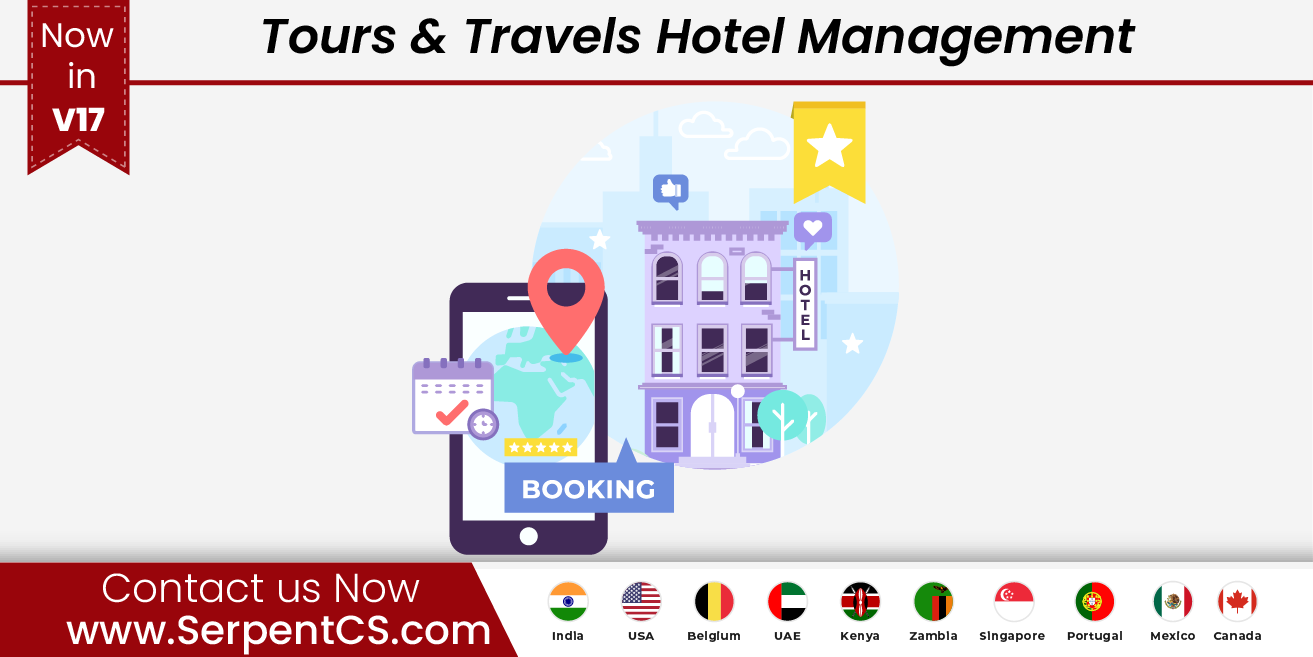 Now
in
V17
Tours & Travels Hotel Management
HOTEL
BOOKING
Contact us Now
www.SerpentCS.com
India
USA
Belgium
UAE
Kenya
Zambia
Singapore
Portugal
Mexico
Canada